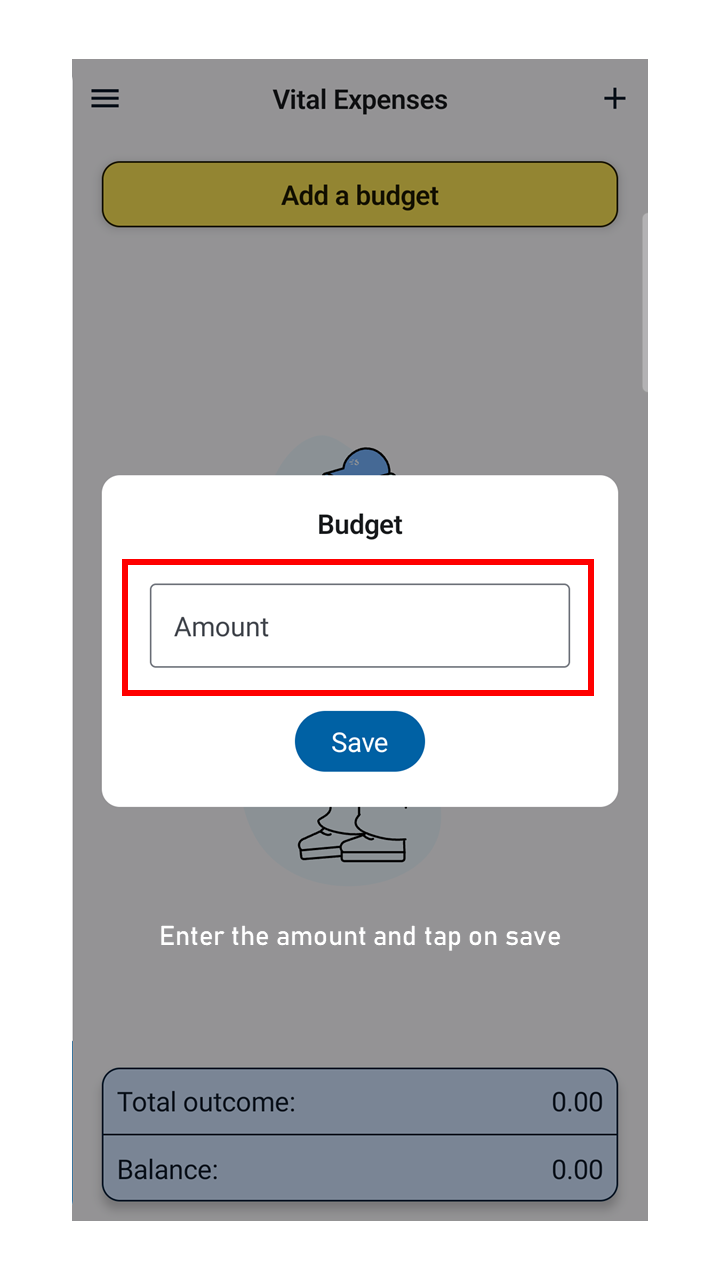 Vital Expenses
Add a budget
Budget
Amount
Save
Enter the amount and tap on save
Total outcome: 0.00
Balance: 0.00